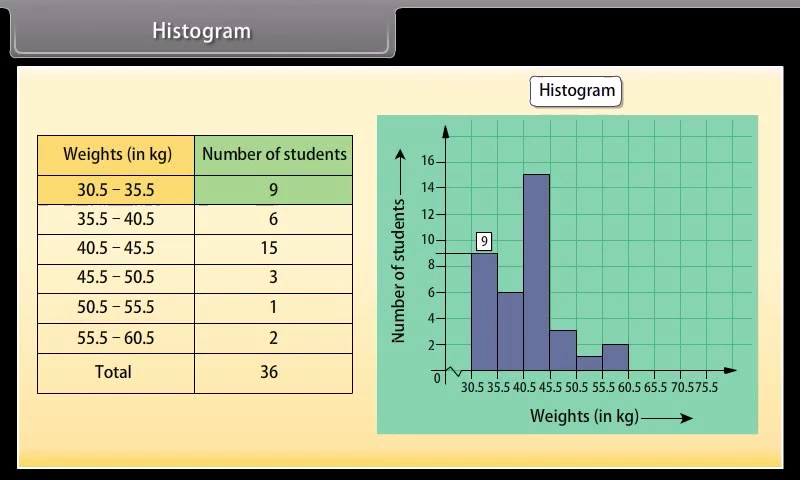 Histogram
Histogram
Weights (in kg) Number of students
30.5 – 35.5 9
35.5 – 40.5 6
40.5 – 45.5 15
45.5 – 50.5 3
50.5 – 55.5 1
55.5 – 60.5 2
Total 36
Number of students
16
14
12
10
8
6
4
2
0
9
30.5 35.5 40.5 45.5 50.5 55.5 60.5 65.5 70.5 75.5
Weights (in kg)